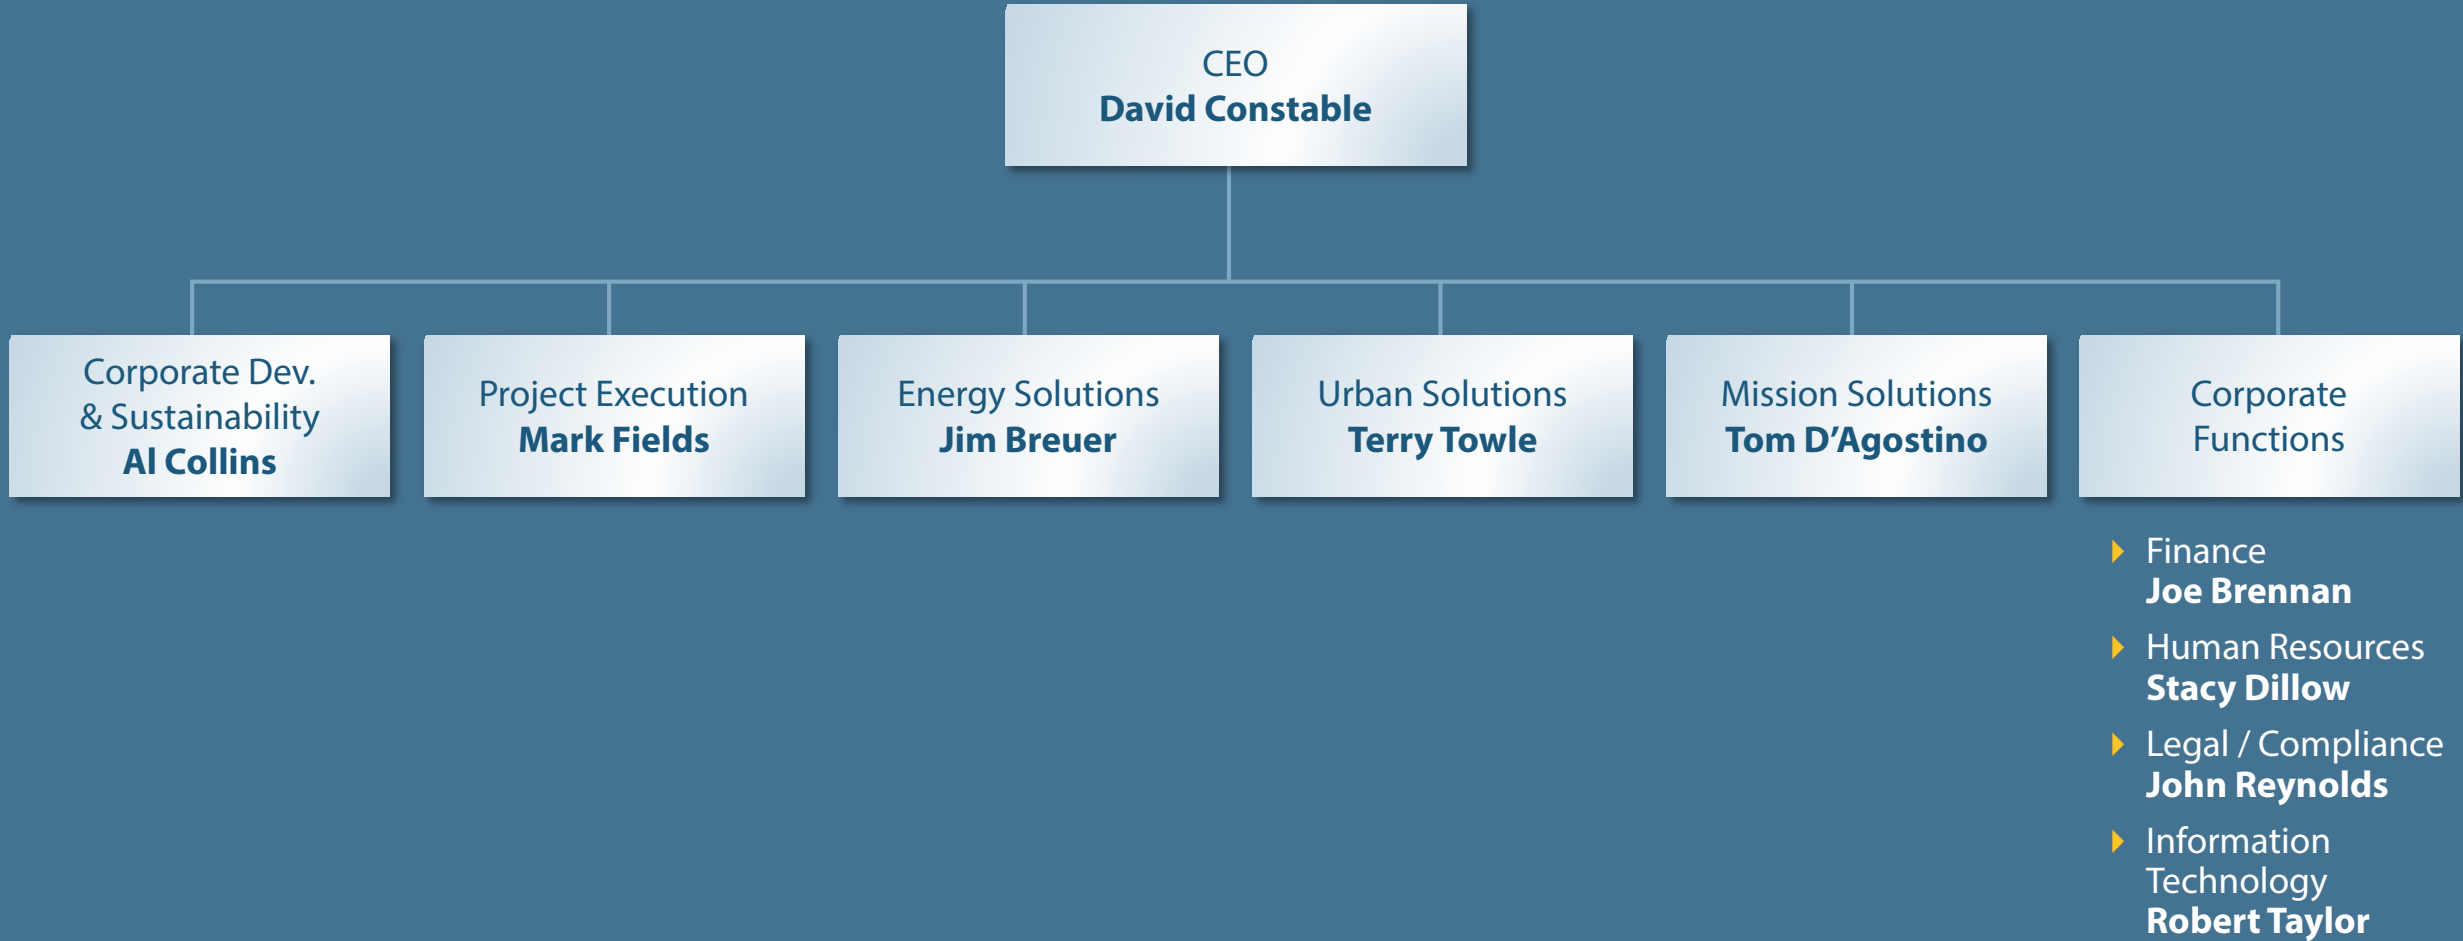 CEO
David Constable
Corporate Dev.
& Sustainability
Al Collins
Project Execution
Mark Fields
Energy Solutions
Jim Breuer
Urban Solutions
Terry Towle
Mission Solutions
Tom D’Agostino
Corporate
Functions
Finance
Joe Brennan
Human Resources
Stacy Dillow
Legal / Compliance
John Reynolds
Information
Technology
Robert Taylor